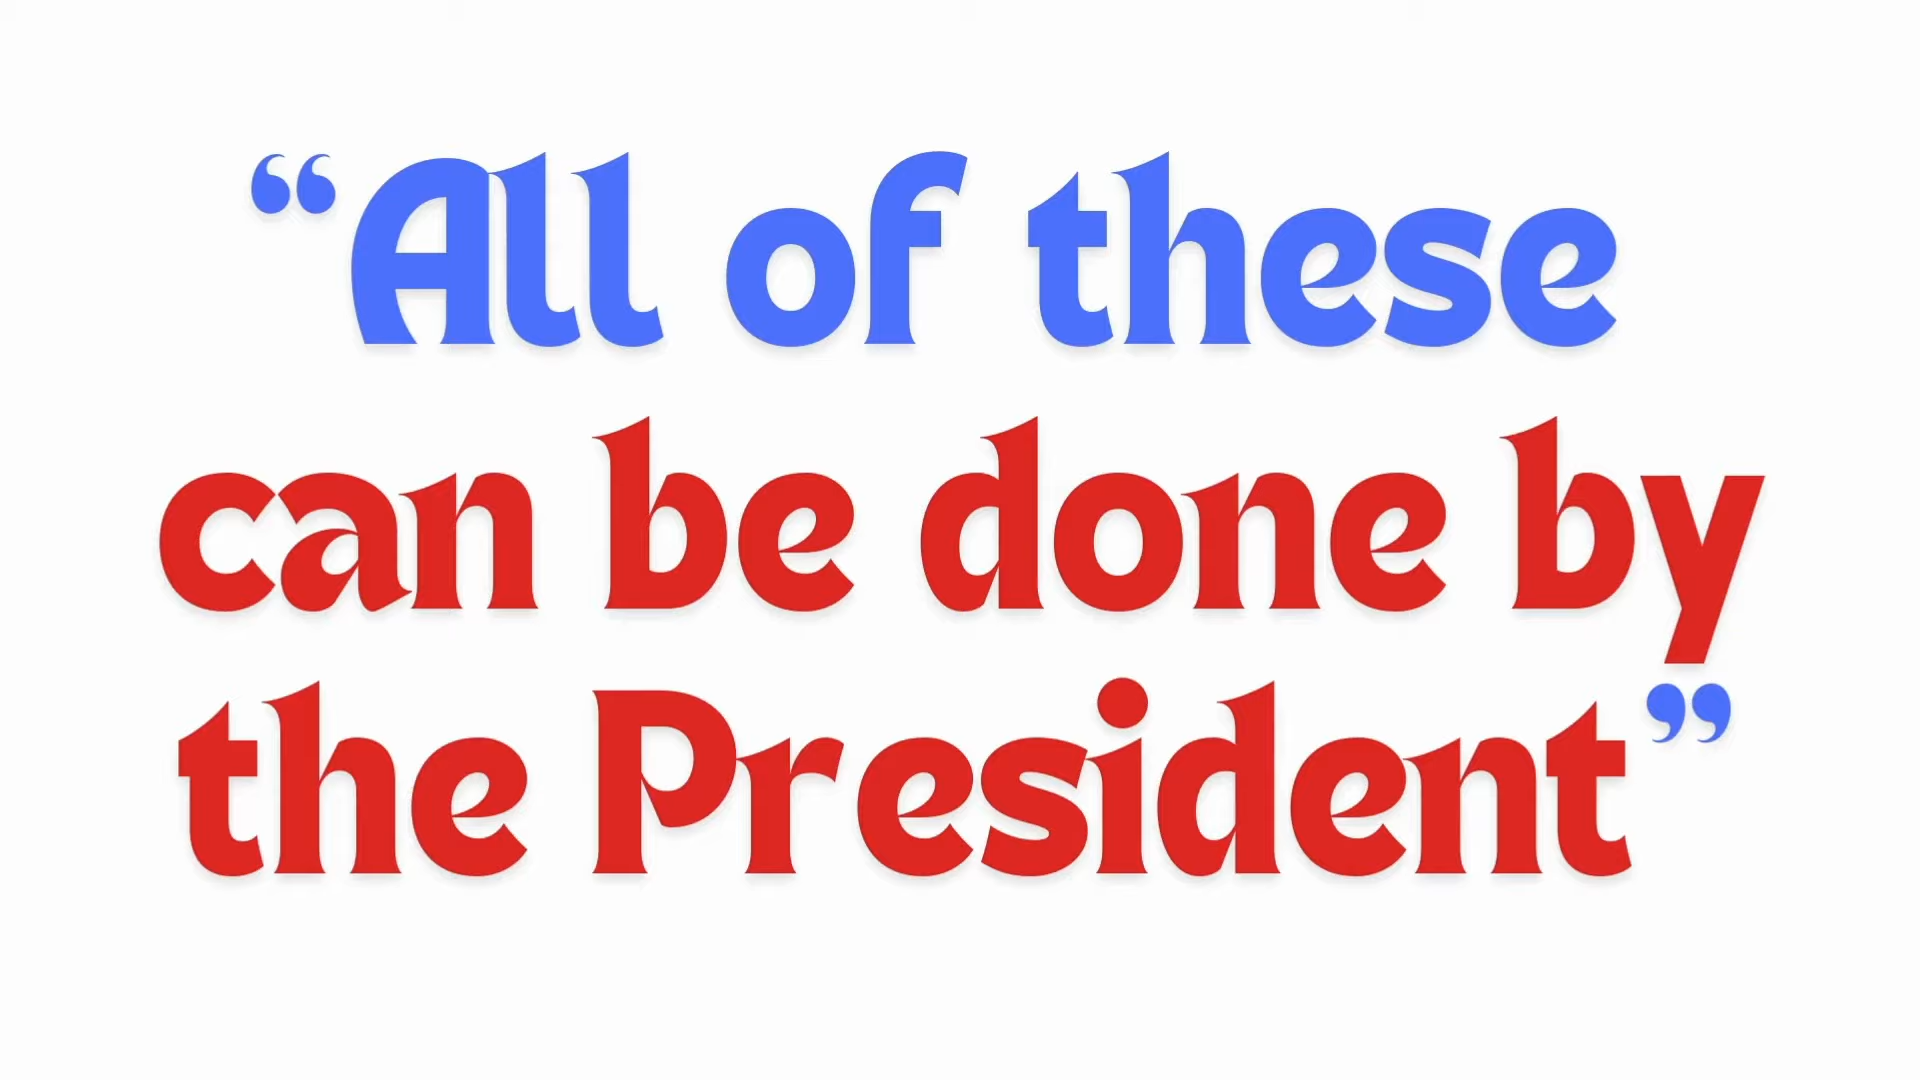 “All of these
can be done by
the President”